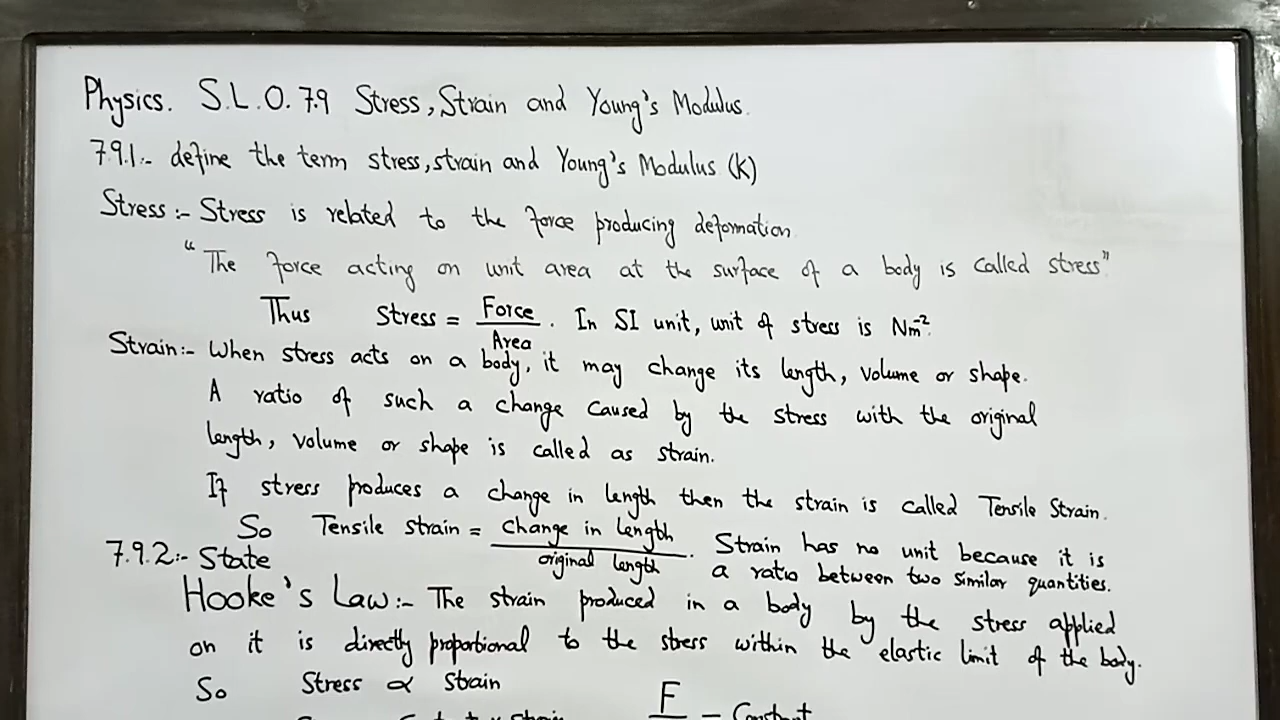 Physics. S.L.O. 7.9 Stress, Strain and Young's Modulus.
7.9.1:- define the term stress, strain and Young's Modulus (K)
Stress:- Stress is related to the force producing deformation.
"The force acting on unit area at the surface of a body is called stress"
Thus Stress = Force / Area . In SI unit, unit of stress is Nm⁻².
Strain:- When stress acts on a body, it may change its length, volume or shape.
A ratio of such a change caused by the stress with the original
length, volume or shape is called as strain.
If stress produces a change in length then the strain is called Tensile Strain.
So Tensile strain = change in length / original length . Strain has no unit because it is
a ratio between two similar quantities.
7.9.2:- State
Hooke's Law:- The strain produced in a body by the stress applied
on it is directly proportional to the stress within the elastic limit of the body.
So Stress ∝ Strain
F = Constant